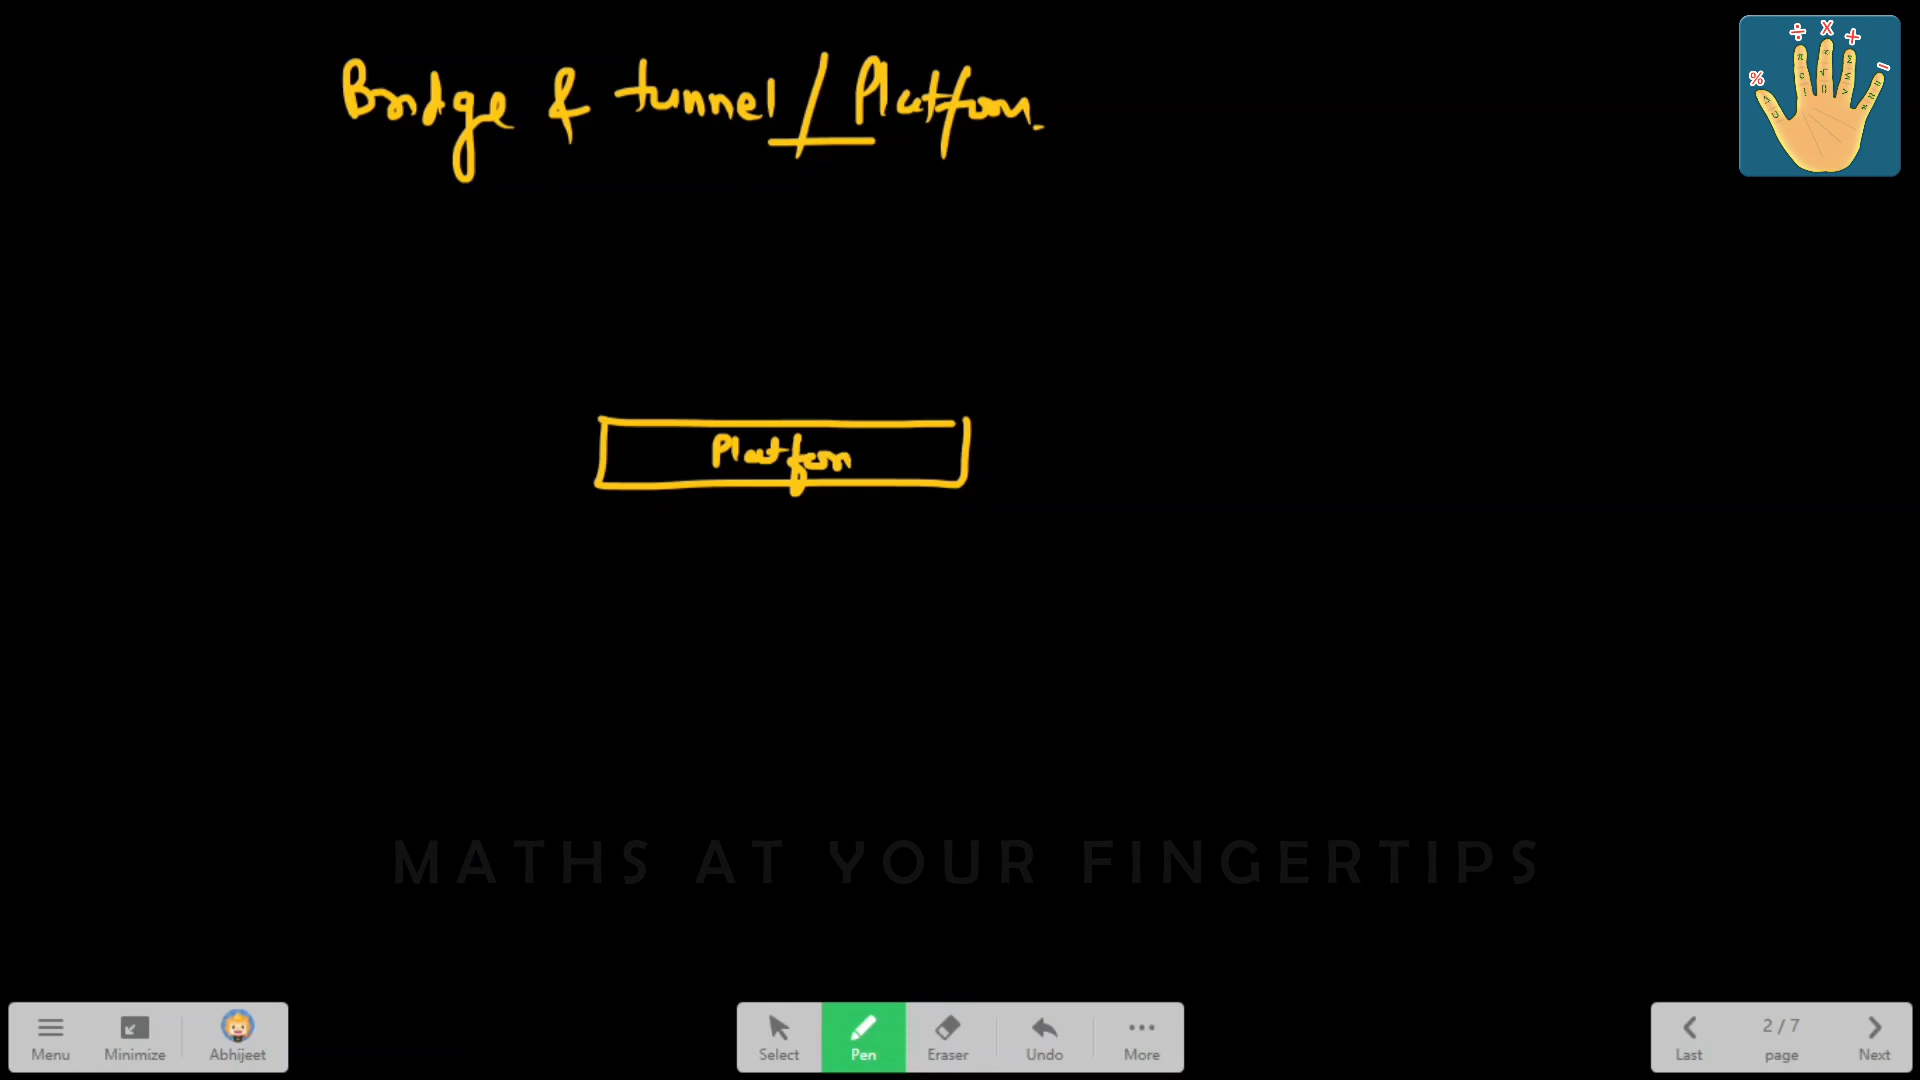 Bridge & tunnel / Platform.
÷ x +
% -
Platform
MATHS AT YOUR FINGERTIPS
Menu Minimize Abhijeet Select Pen Eraser Undo More Last 2 / 7 page Next